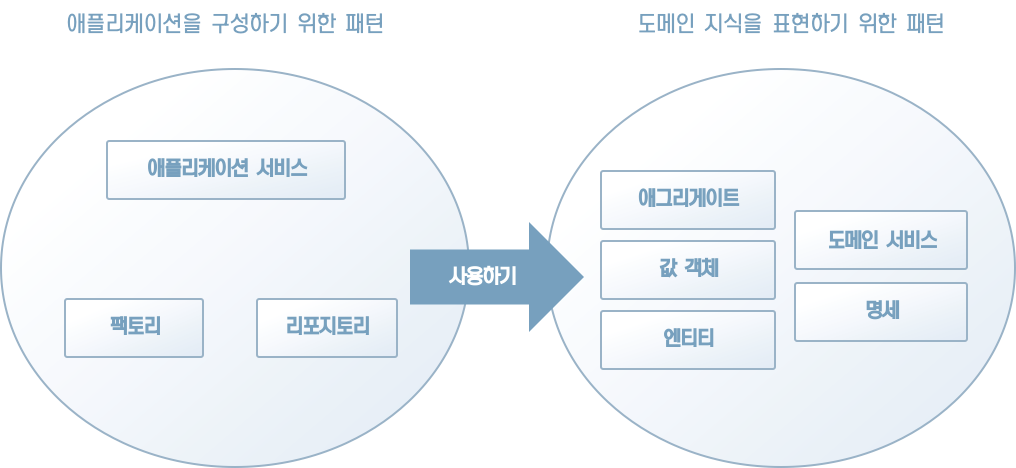 애플리케이션을 구성하기 위한 패턴
도메인 지식을 표현하기 위한 패턴
애플리케이션 서비스
팩토리
리포지토리
사용하기
애그리게이트
값 객체
엔티티
도메인 서비스
명세